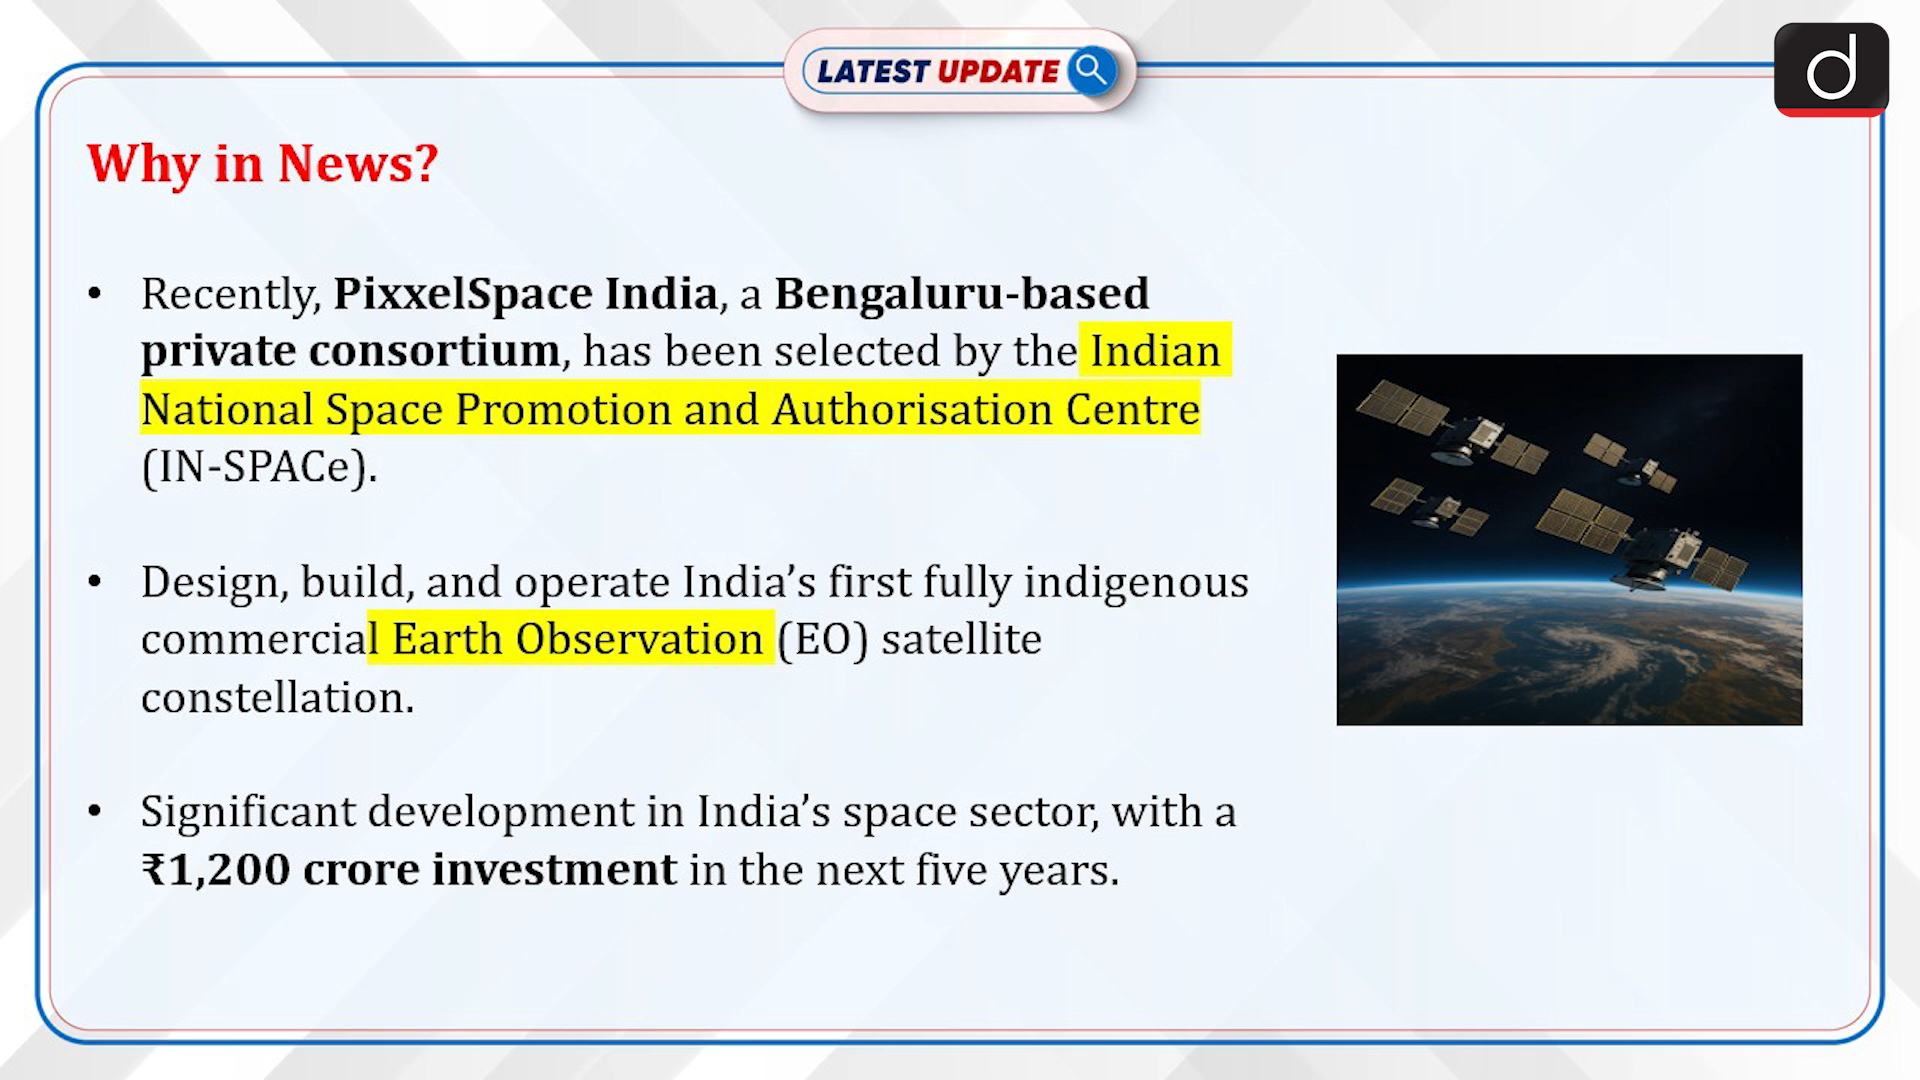 LATEST UPDATE
d
Why in News?
• Recently, PixxelSpace India, a Bengaluru-based
private consortium, has been selected by the Indian
National Space Promotion and Authorisation Centre
(IN-SPACe).
• Design, build, and operate India’s first fully indigenous
commercial Earth Observation (EO) satellite
constellation.
• Significant development in India’s space sector, with a
₹1,200 crore investment in the next five years.